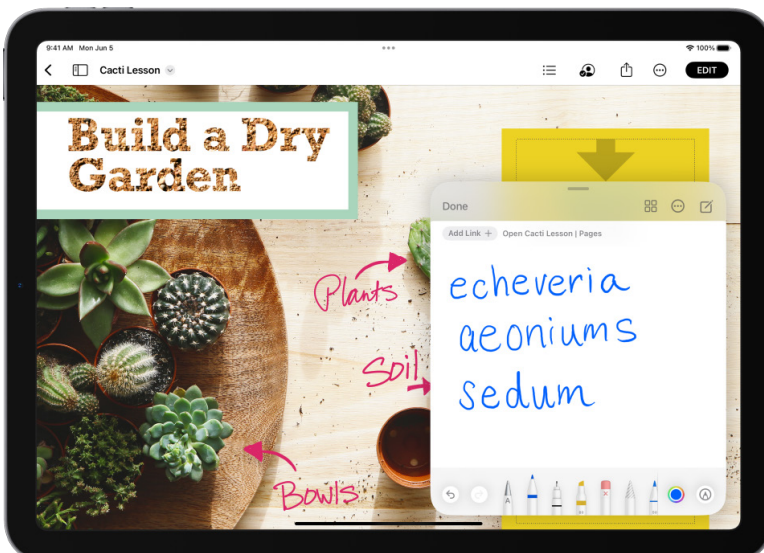 9:41 AM Mon Jun 5
100%
Cacti Lesson
EDIT
Build a Dry
Garden
Done
Add Link + Open Cacti Lesson | Pages
echeveria
Plants
aeoniums
Soil
sedum
Bowls
A